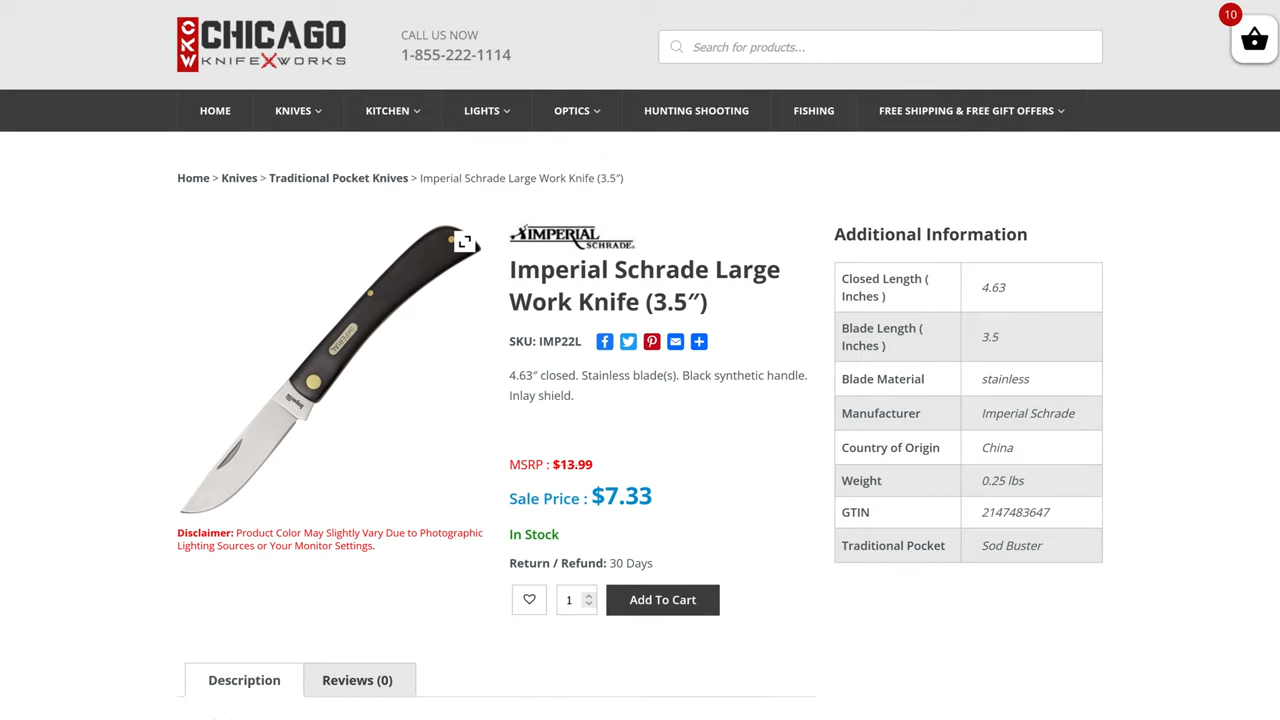 10
CKW
CHICAGO
KNIFE WORKS
CALL US NOW
1-855-222-1114
Search for products...
HOME
KNIVES
KITCHEN
LIGHTS
OPTICS
HUNTING SHOOTING
FISHING
FREE SHIPPING & FREE GIFT OFFERS
Home > Knives > Traditional Pocket Knives > Imperial Schrade Large Work Knife (3.5″)
IMPERIAL
Imperial
IMPERIAL
SCHRADE
Imperial Schrade Large
Work Knife (3.5″)
SKU: IMP22L
4.63″ closed. Stainless blade(s). Black synthetic handle.
Inlay shield.
MSRP : $13.99
Sale Price : $7.33
In Stock
Return / Refund: 30 Days
1
Add To Cart
Disclaimer: Product Color May Slightly Vary Due to Photographic
Lighting Sources or Your Monitor Settings.
Additional Information
Closed Length ( Inches ) 4.63
Blade Length ( Inches ) 3.5
Blade Material stainless
Manufacturer Imperial Schrade
Country of Origin China
Weight 0.25 lbs
GTIN 2147483647
Traditional Pocket Sod Buster
Description
Reviews (0)